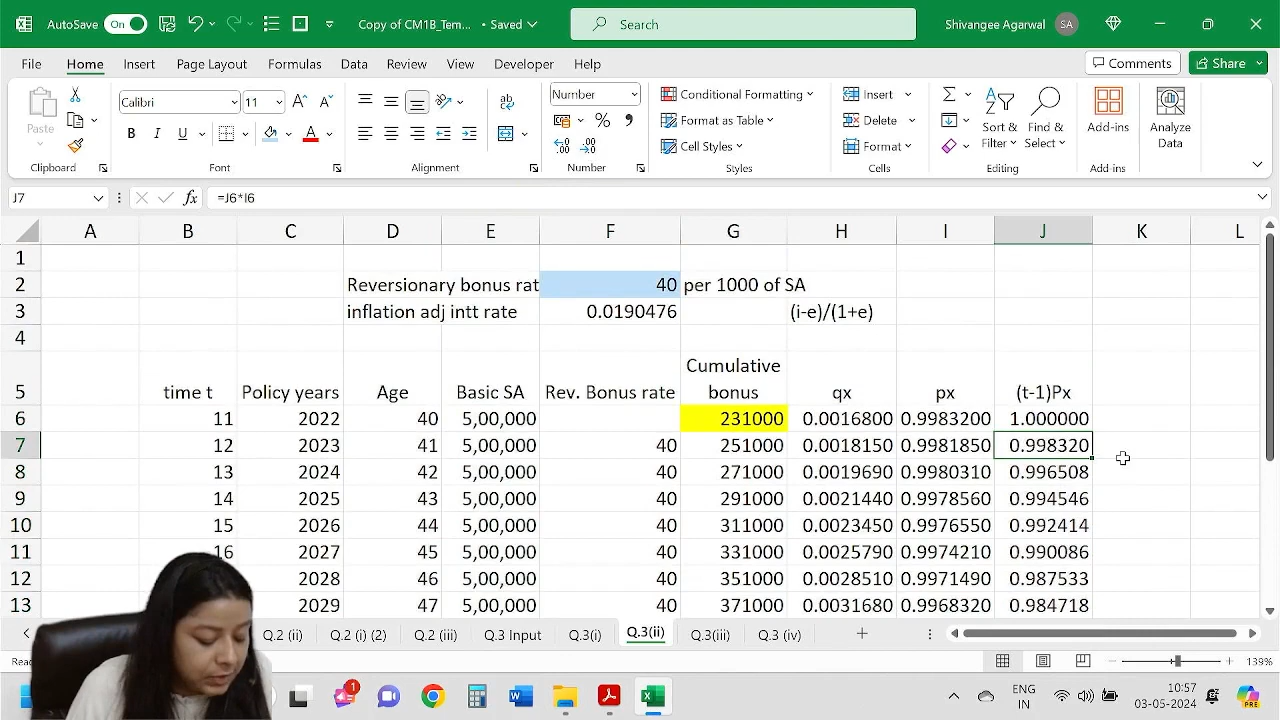 AutoSave On Copy of CM1B_Tem... • Saved Search Shivangee Agarwal SA
File Home Insert Page Layout Formulas Data Review View Developer Help Comments Share
Paste Calibri 11 Number Conditional Formatting Insert
B I U A Format as Table Delete Sort & Filter Find & Select Add-ins Analyze Data
Cell Styles Format
Clipboard Font Alignment Number Styles Cells Editing Add-ins
J7 fx =J6*I6
A B C D E F G H I J K L
1
2 Reversionary bonus rat 40 per 1000 of SA
3 inflation adj intt rate 0.0190476 (i-e)/(1+e)
4
5 time t Policy years Age Basic SA Rev. Bonus rate Cumulative bonus qx px (t-1)Px
6 11 2022 40 5,00,000 231000 0.0016800 0.9983200 1.000000
7 12 2023 41 5,00,000 40 251000 0.0018150 0.9981850 0.998320
8 13 2024 42 5,00,000 40 271000 0.0019690 0.9980310 0.996508
9 14 2025 43 5,00,000 40 291000 0.0021440 0.9978560 0.994546
10 15 2026 44 5,00,000 40 311000 0.0023450 0.9976550 0.992414
11 16 2027 45 5,00,000 40 331000 0.0025790 0.9974210 0.990086
12 2028 46 5,00,000 40 351000 0.0028510 0.9971490 0.987533
13 2029 47 5,00,000 40 371000 0.0031680 0.9968320 0.984718
Q.2 (ii) Q.2 (i) (2) Q.2 (iii) Q.3 Input Q.3(i) Q.3(ii) Q.3(iii) Q.3 (iv)
139%
1 ENG IN 10:57 03-05-2024 PRE